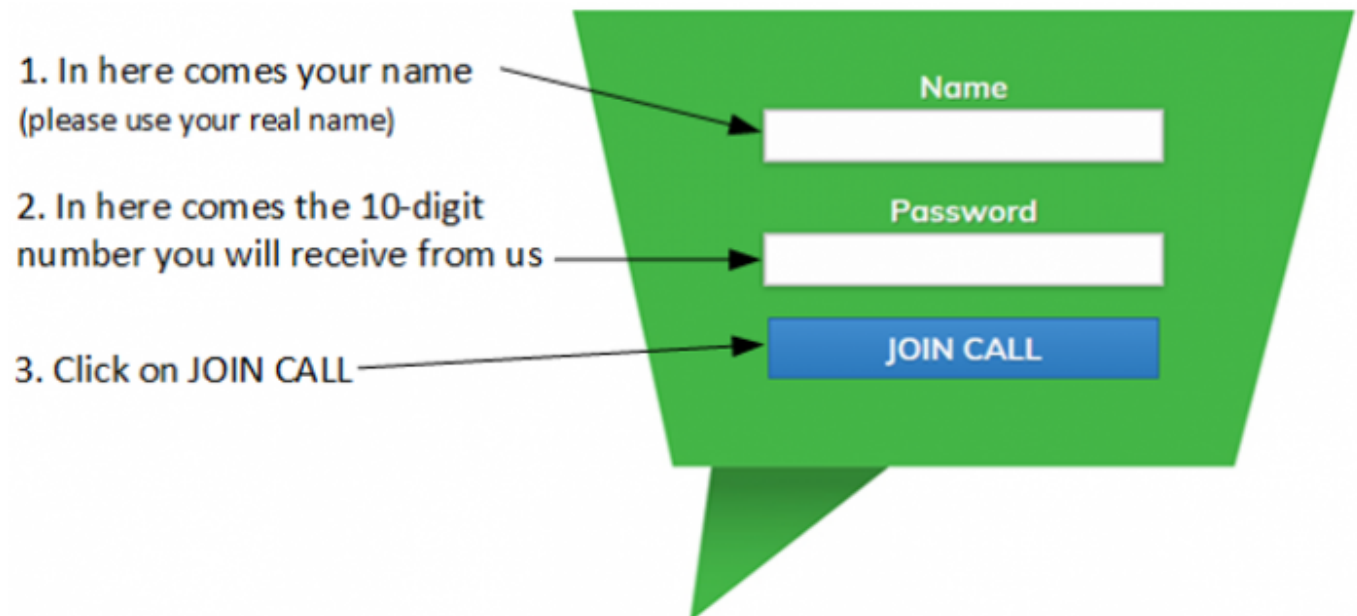 1. In here comes your name
(please use your real name)
2. In here comes the 10-digit
number you will receive from us
3. Click on JOIN CALL
Name
Password
JOIN CALL